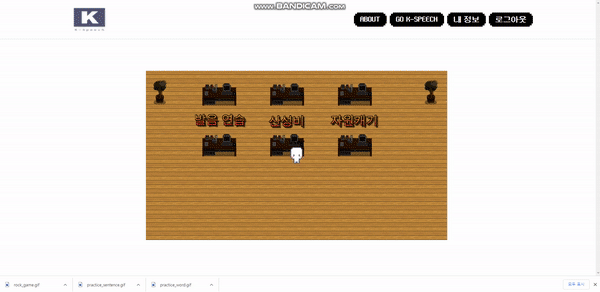 www.BANDICAM.com
K
K-Speech
ABOUT
GO K-SPEECH
내 정보
로그아웃
발음 연습
산성비
자원캐기
rock_game.gif
practice_sentence.gif
practice_word.gif
모두 표시